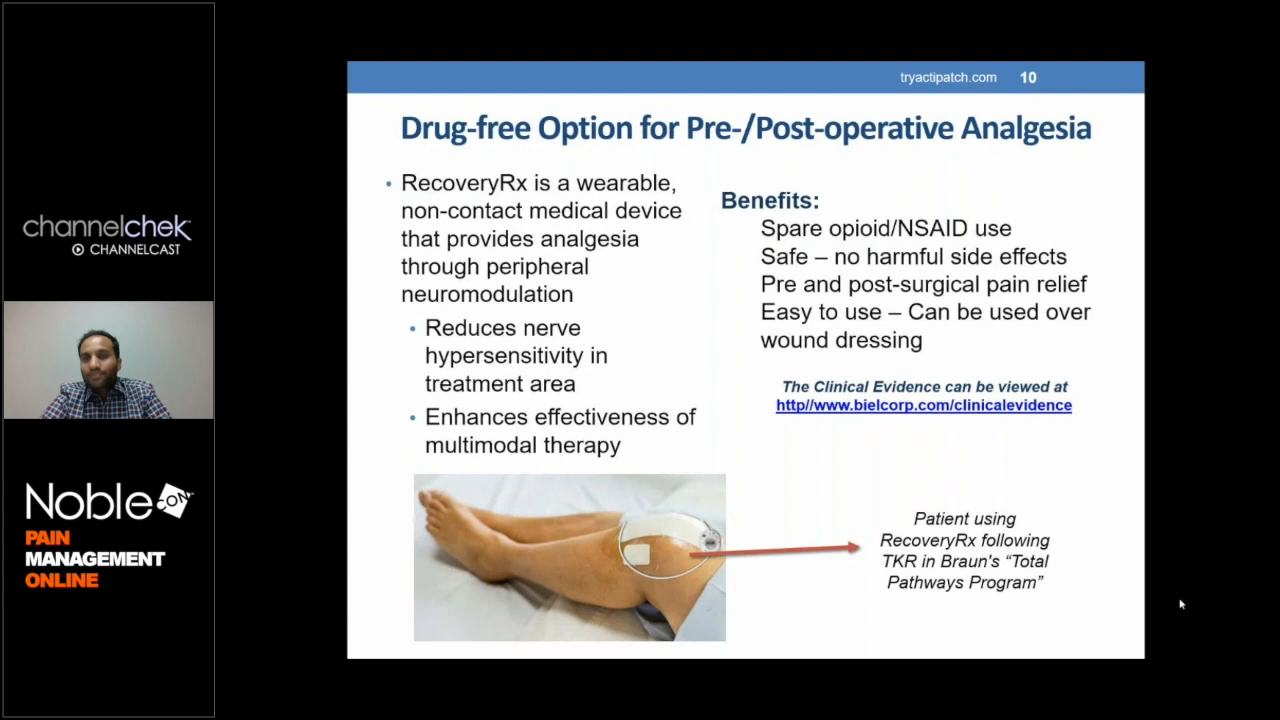 channelchek
CHANNELCAST
Noble CON
PAIN
MANAGEMENT
ONLINE
tryactipatch.com 10
Drug-free Option for Pre-/Post-operative Analgesia
• RecoveryRx is a wearable,
non-contact medical device
that provides analgesia
through peripheral
neuromodulation
• Reduces nerve
hypersensitivity in
treatment area
• Enhances effectiveness of
multimodal therapy
Benefits:
Spare opioid/NSAID use
Safe – no harmful side effects
Pre and post-surgical pain relief
Easy to use – Can be used over
wound dressing
The Clinical Evidence can be viewed at
http//www.bielcorp.com/clinicalevidence
Patient using
RecoveryRx following
TKR in Braun's “Total
Pathways Program”